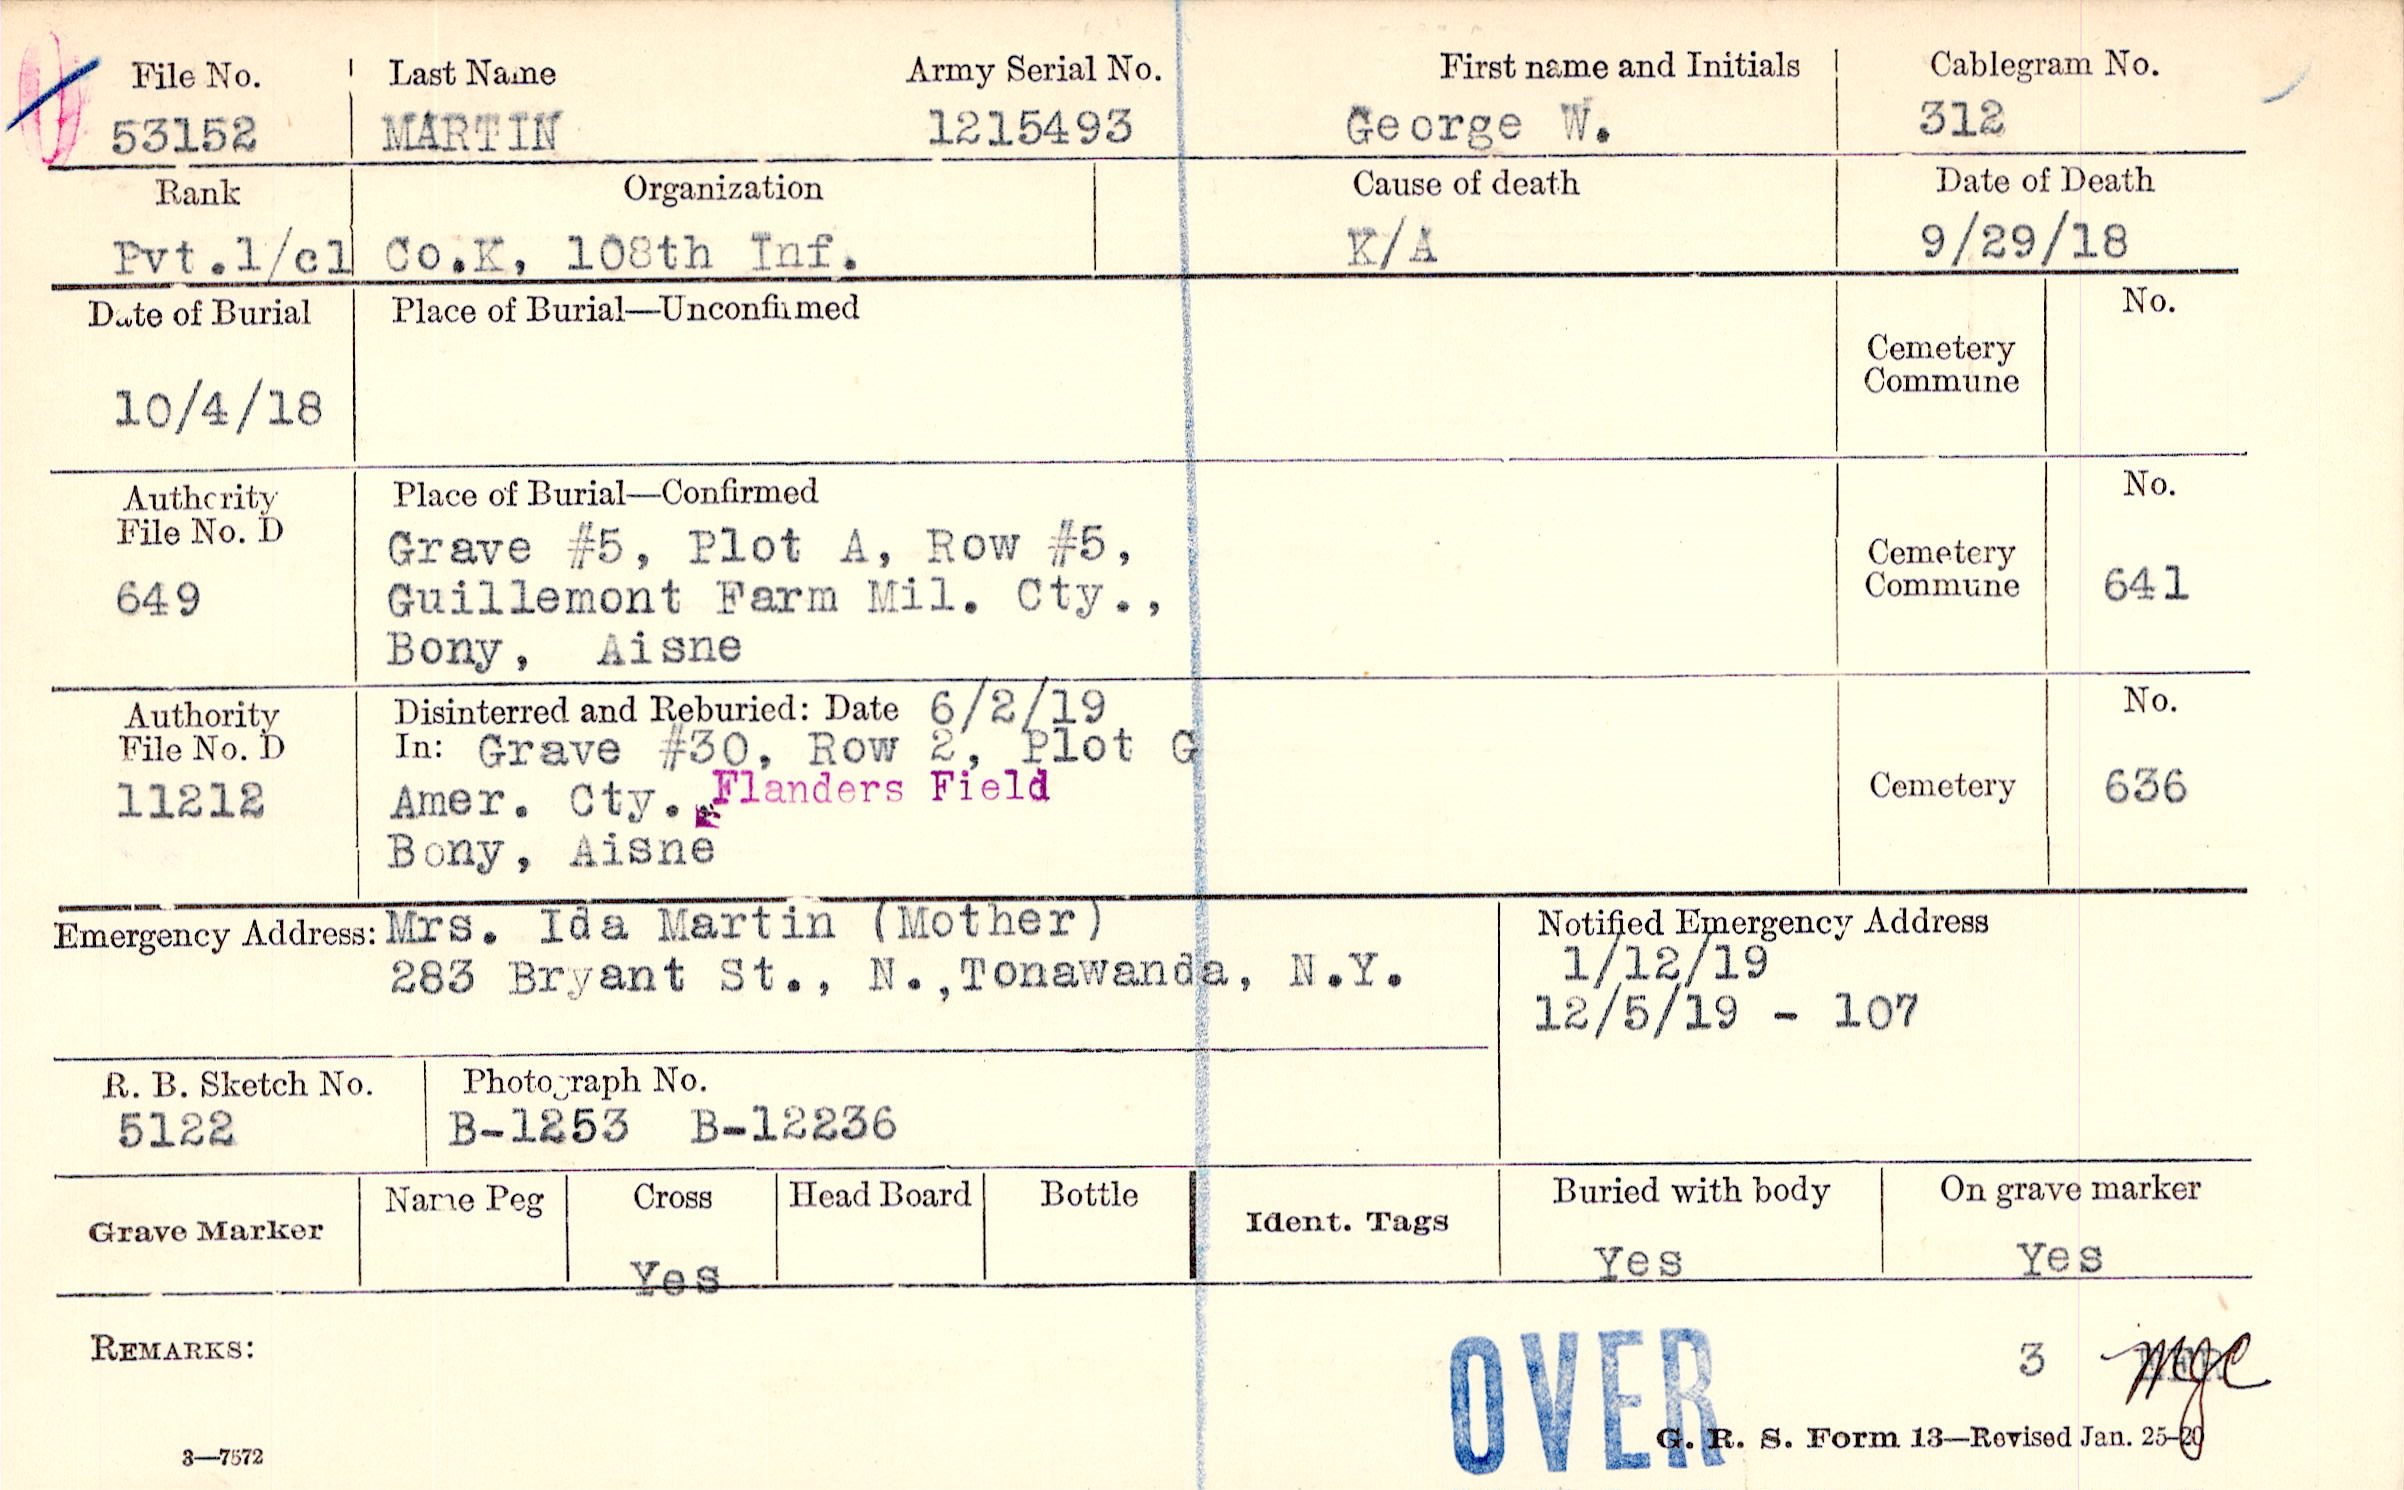 File No. Last Name Army Serial No. First name and Initials Cablegram No.
53152 MARTIN 1215493 George W. 312
Rank Organization Cause of death Date of Death
Pvt.1/cl Co.K, 108th Inf. K/A 9/29/18
Date of Burial Place of Burial—Unconfirmed No.
Cemetery
Commune
10/4/18
Authority Place of Burial—Confirmed No.
File No. D
Grave #5, Plot A, Row #5,
Cemetery
Commune
649 Guillemont Farm Mil. Cty., 641
Bony, Aisne
Authority Disinterred and Reburied: Date 6/2/19 No.
File No. D In: Grave #30, Row 2, Plot G
11212 Amer. Cty. Flanders Field Cemetery 636
Bony, Aisne
Emergency Address: Mrs. Ida Martin (Mother) Notified Emergency Address
283 Bryant St., N.,Tonawanda, N.Y. 1/12/19
12/5/19 - 107
R. B. Sketch No. Photograph No.
5122 B-1253 B-12236
Grave Marker Name Peg Cross Head Board Bottle Ident. Tags Buried with body On grave marker
Yes Yes Yes
REMARKS: OVER 3 mgc
3—7572 G. R. S. Form 13—Revised Jan. 25-20